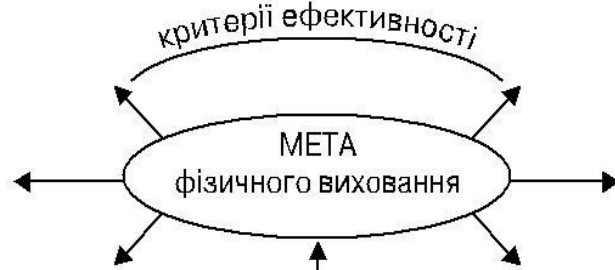 критерії ефективності
МЕТА
фізичного виховання